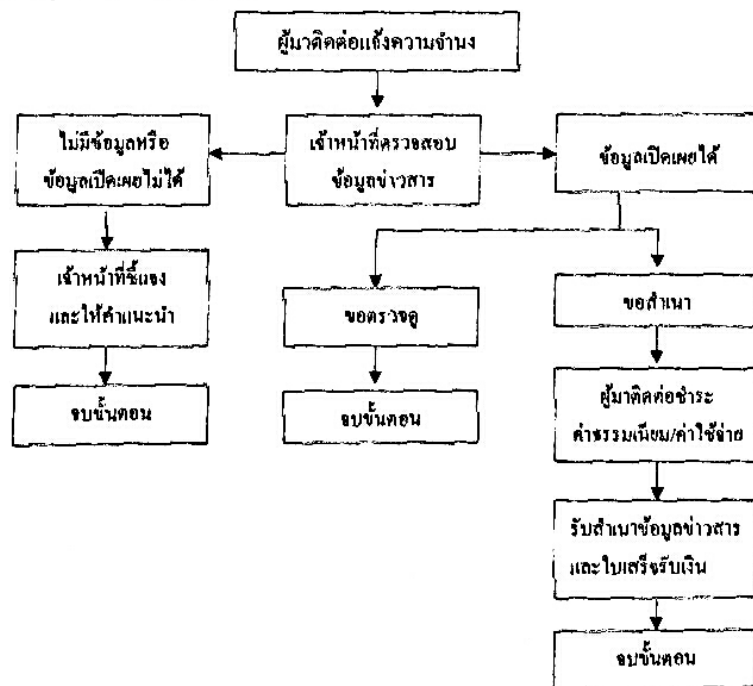 ผู้มาติดต่อแจ้งความจำนง
ไม่มีข้อมูลหรือ
ข้อมูลเปิดเผยไม่ได้
เจ้าหน้าที่ตรวจสอบ
ข้อมูลข่าวสาร
ข้อมูลเปิดเผยได้
เจ้าหน้าที่ชี้แจง
และให้คำแนะนำ
ขอตรวจดู
ขอสำเนา
จบขั้นตอน
จบขั้นตอน
ผู้มาติดต่อชำระ
ค่าธรรมเนียม/ค่าใช้จ่าย
รับสำเนาข้อมูลข่าวสาร
และใบเสร็จรับเงิน
จบขั้นตอน